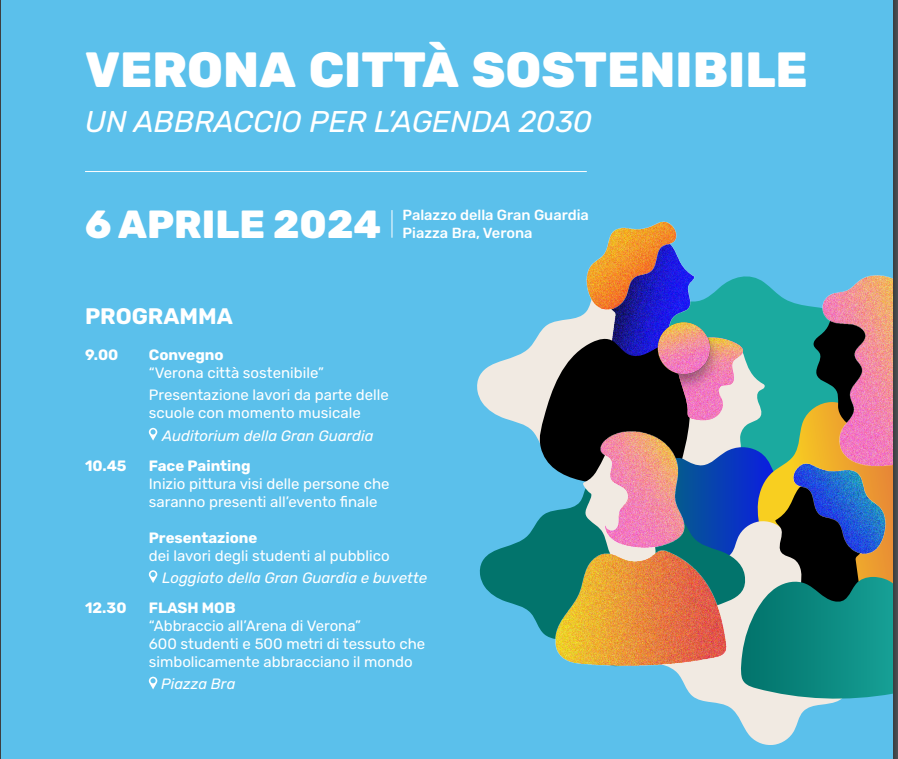 VERONA CITTÀ SOSTENIBILE
UN ABBRACCIO PER L'AGENDA 2030
6 APRILE 2024
Palazzo della Gran Guardia
Piazza Bra, Verona
PROGRAMMA
9.00 Convegno
"Verona città sostenibile"
Presentazione lavori da parte delle
scuole con momento musicale
Auditorium della Gran Guardia
10.45 Face Painting
Inizio pittura visi delle persone che
saranno presenti all'evento finale
Presentazione
dei lavori degli studenti al pubblico
Loggiato della Gran Guardia e buvette
12.30 FLASH MOB
"Abbraccio all'Arena di Verona"
600 studenti e 500 metri di tessuto che
simbolicamente abbracciano il mondo
Piazza Bra